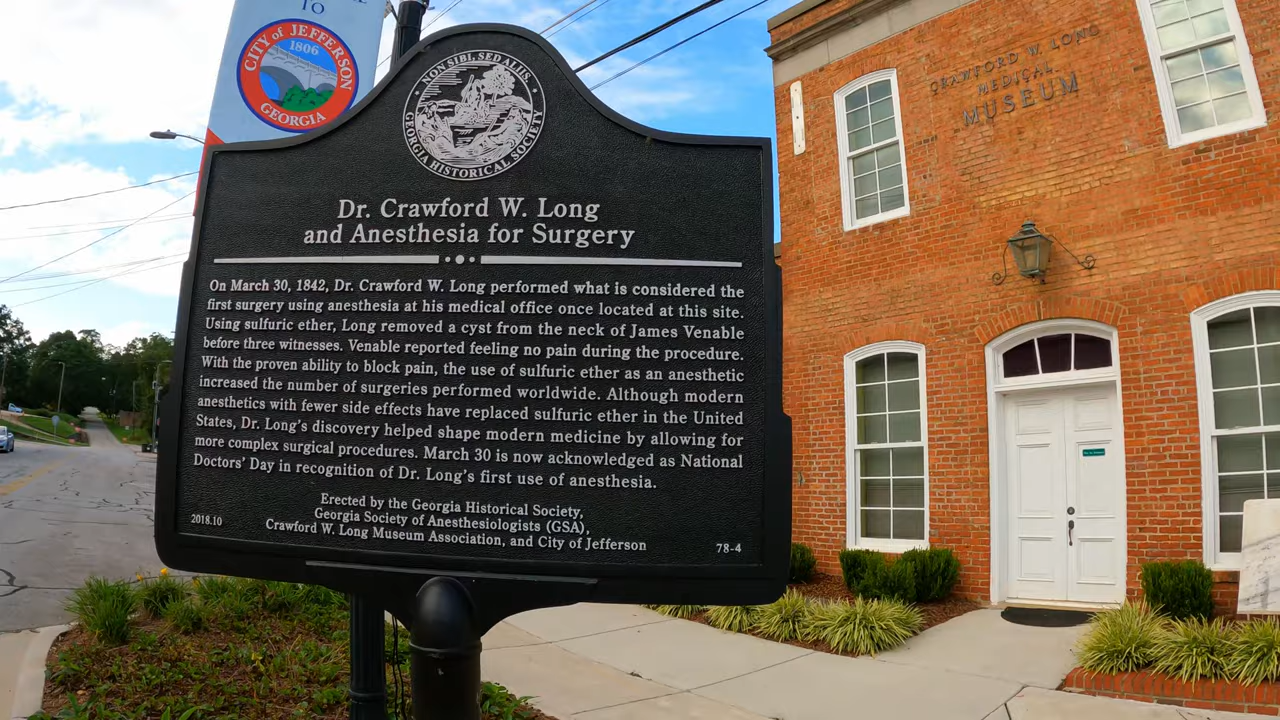 TO
CITY of JEFFERSON
1806
GEORGIA
NON SIBI, SED ALIIS.
GEORGIA HISTORICAL SOCIETY
Dr. Crawford W. Long
and Anesthesia for Surgery
On March 30, 1842, Dr. Crawford W. Long performed what is considered the
first surgery using anesthesia at his medical office once located at this site.
Using sulfuric ether, Long removed a cyst from the neck of James Venable
before three witnesses. Venable reported feeling no pain during the procedure.
With the proven ability to block pain, the use of sulfuric ether as an anesthetic
increased the number of surgeries performed worldwide. Although modern
anesthetics with fewer side effects have replaced sulfuric ether in the United
States, Dr. Long's discovery helped shape modern medicine by allowing for
more complex surgical procedures. March 30 is now acknowledged as National
Doctors' Day in recognition of Dr. Long's first use of anesthesia.
Erected by the Georgia Historical Society,
Georgia Society of Anesthesiologists (GSA),
Crawford W. Long Museum Association, and City of Jefferson
2018.10
78-4
CRAWFORD W. LONG
MEDICAL
MUSEUM